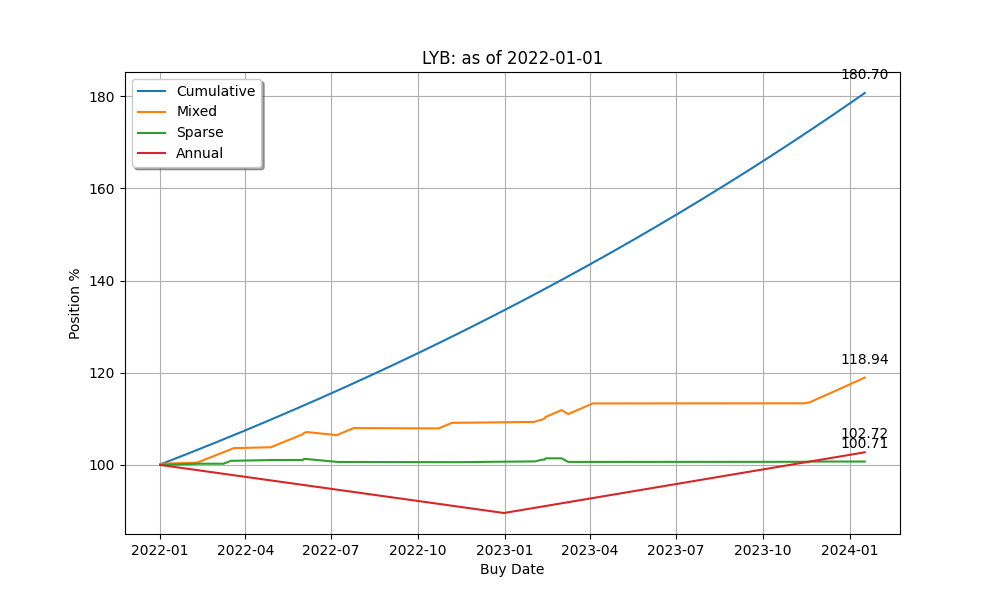 LYB: as of 2022-01-01
Cumulative
Mixed
Sparse
Annual
180.70
118.94
102.72
100.71
Position %
180
160
140
120
100
2022-01 2022-04 2022-07 2022-10 2023-01 2023-04 2023-07 2023-10 2024-01
Buy Date